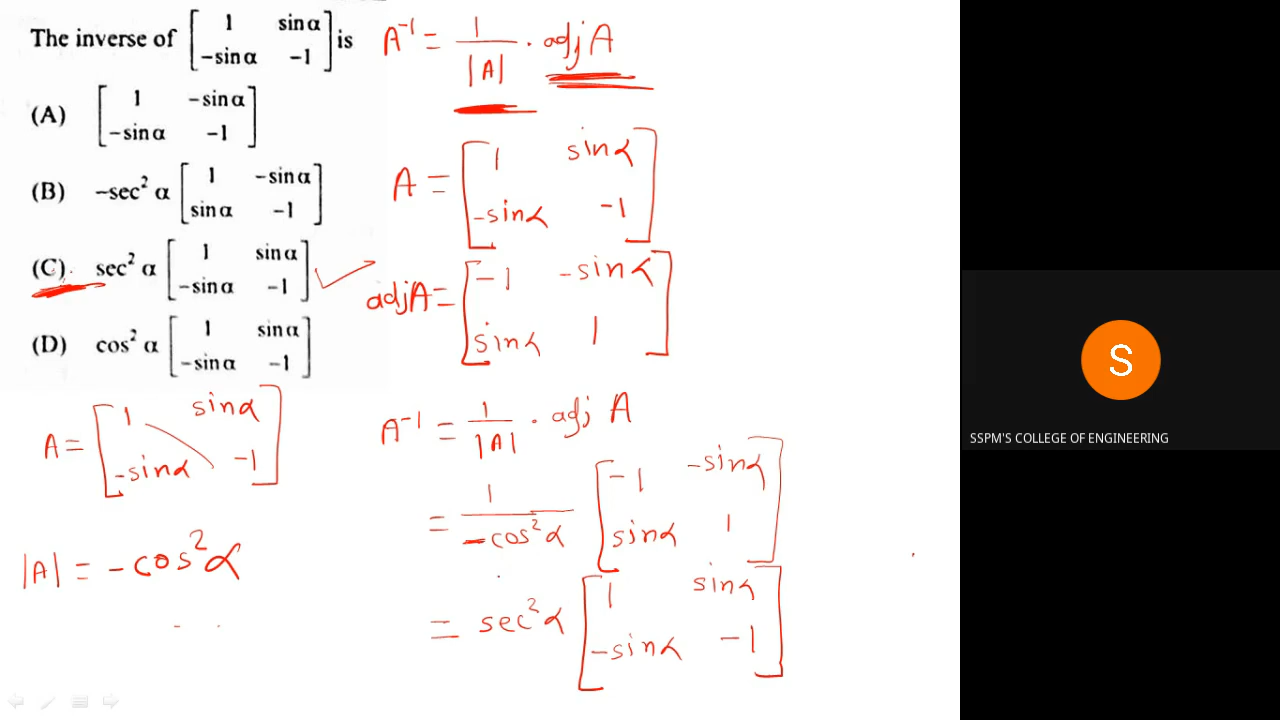 The inverse of [ 1 sinα ; -sinα -1 ] is
(A) [ 1 -sinα ; -sinα -1 ]
(B) -sec² α [ 1 -sinα ; sinα -1 ]
(C). sec² α [ 1 sinα ; -sinα -1 ]
(D) cos² α [ 1 sinα ; -sinα -1 ]
A = [ 1 sinα ; -sinα -1 ]
|A| = -cos²α
A⁻¹ = 1/|A| · adj A
A = [ 1 sinα ; -sinα -1 ]
adjA = [ -1 -sinα ; sinα 1 ]
A⁻¹ = 1/|A| · adj A
= 1/-cos²α [ -1 -sinα ; sinα 1 ]
= sec²α [ 1 sinα ; -sinα -1 ]
S
SSPM'S COLLEGE OF ENGINEERING